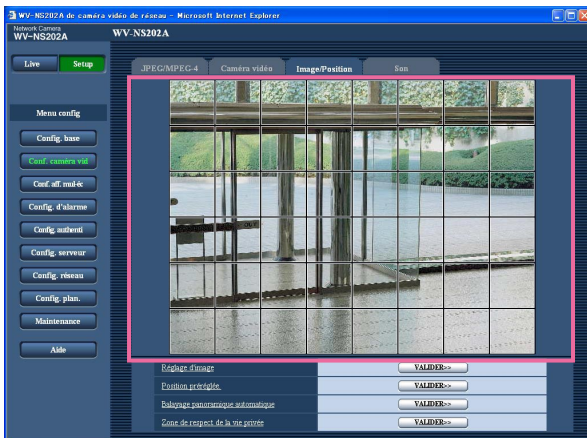 WV-NS202A de caméra vidéo de réseau - Microsoft Internet Explorer
Network Camera
WV-NS202A
WV-NS202A
Live
Setup
JPEG/MPEG-4
Caméra vidéo
Image/Position
Son
Menu config
Config. base
Conf. caméra vid
Conf. aff. mul-éc
Config. d'alarme
Config. authenti
Config. serveur
Config. réseau
Config. plan.
Maintenance
Aide
Réglage d'image
VALIDER>>
Position préréglée.
VALIDER>>
Balayage panoramique automatique
VALIDER>>
Zone de respect de la vie privée
VALIDER>>